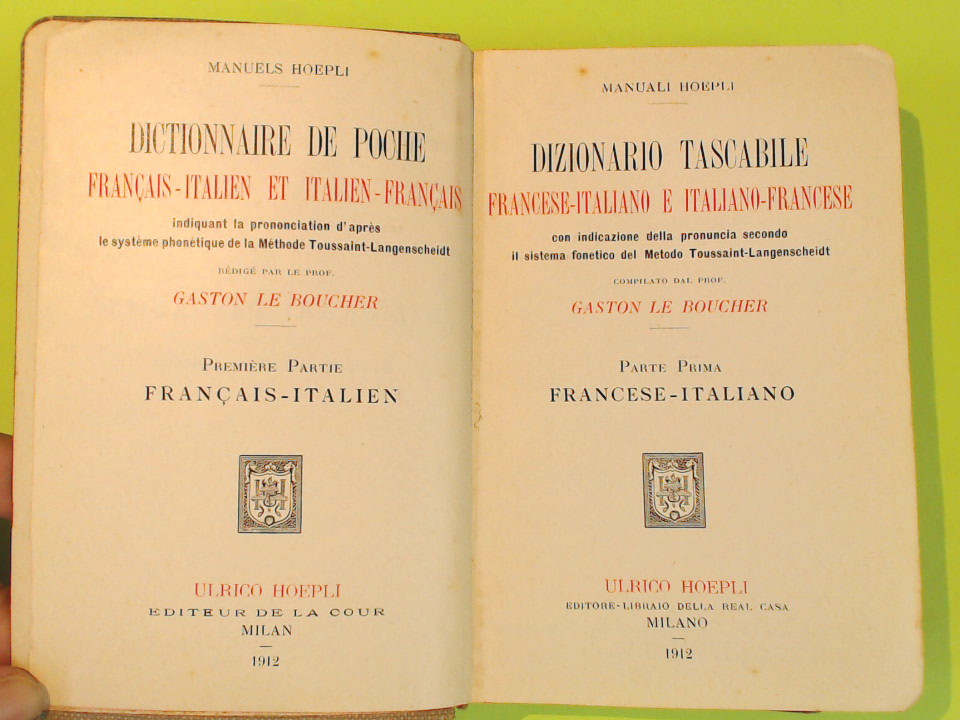 MANUELS HOEPLI
DICTIONNAIRE DE POCHE
FRANÇAIS-ITALIEN ET ITALIEN-FRANÇAIS
indiquant la prononciation d'après
le système phonétique de la Méthode Toussaint-Langenscheidt
RÉDIGÉ PAR LE PROF.
GASTON LE BOUCHER
PREMIÈRE PARTIE
FRANÇAIS-ITALIEN
ULRICO HOEPLI
EDITEUR DE LA COUR
MILAN
1912
MANUALI HOEPLI
DIZIONARIO TASCABILE
FRANCESE-ITALIANO E ITALIANO-FRANCESE
con indicazione della pronuncia secondo
il sistema fonetico del Metodo Toussaint-Langenscheidt
COMPILATO DAL PROF.
GASTON LE BOUCHER
PARTE PRIMA
FRANCESE-ITALIANO
ULRICO HOEPLI
EDITORE-LIBRAIO DELLA REAL CASA
MILANO
1912